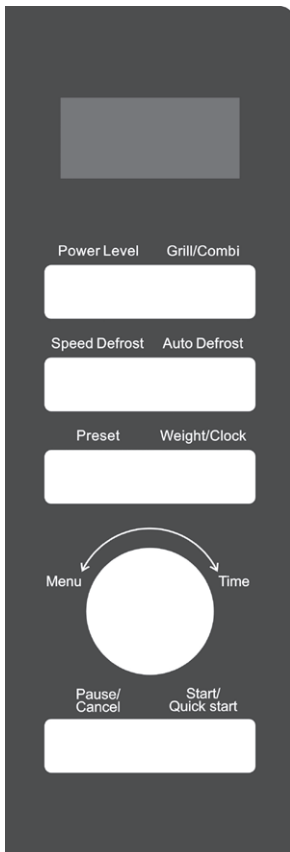 Power Level Grill/Combi
Speed Defrost Auto Defrost
Preset Weight/Clock
Menu Time
Pause/ Start/
Cancel Quick start